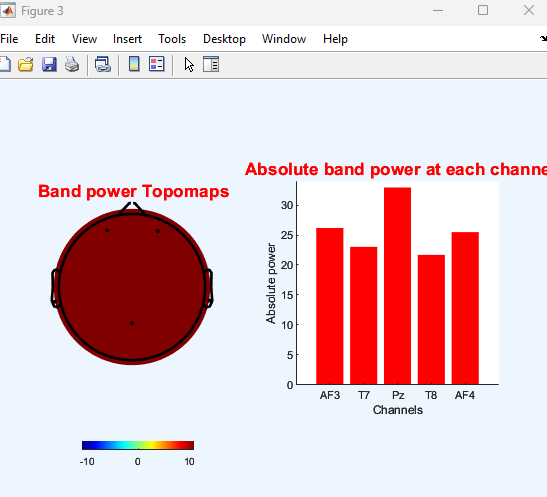 Figure 3
File Edit View Insert Tools Desktop Window Help
Band power Topomaps
-10 0 10
Absolute band power at each channe
Absolute power
30
25
20
15
10
5
0
AF3 T7 Pz T8 AF4
Channels